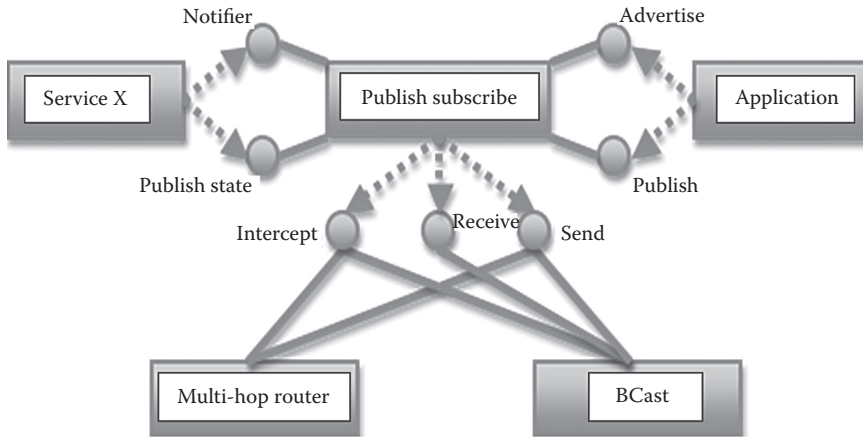 Notifier
Advertise
Service X
Publish subscribe
Application
Publish state
Publish
Intercept
Receive
Send
Multi-hop router
BCast